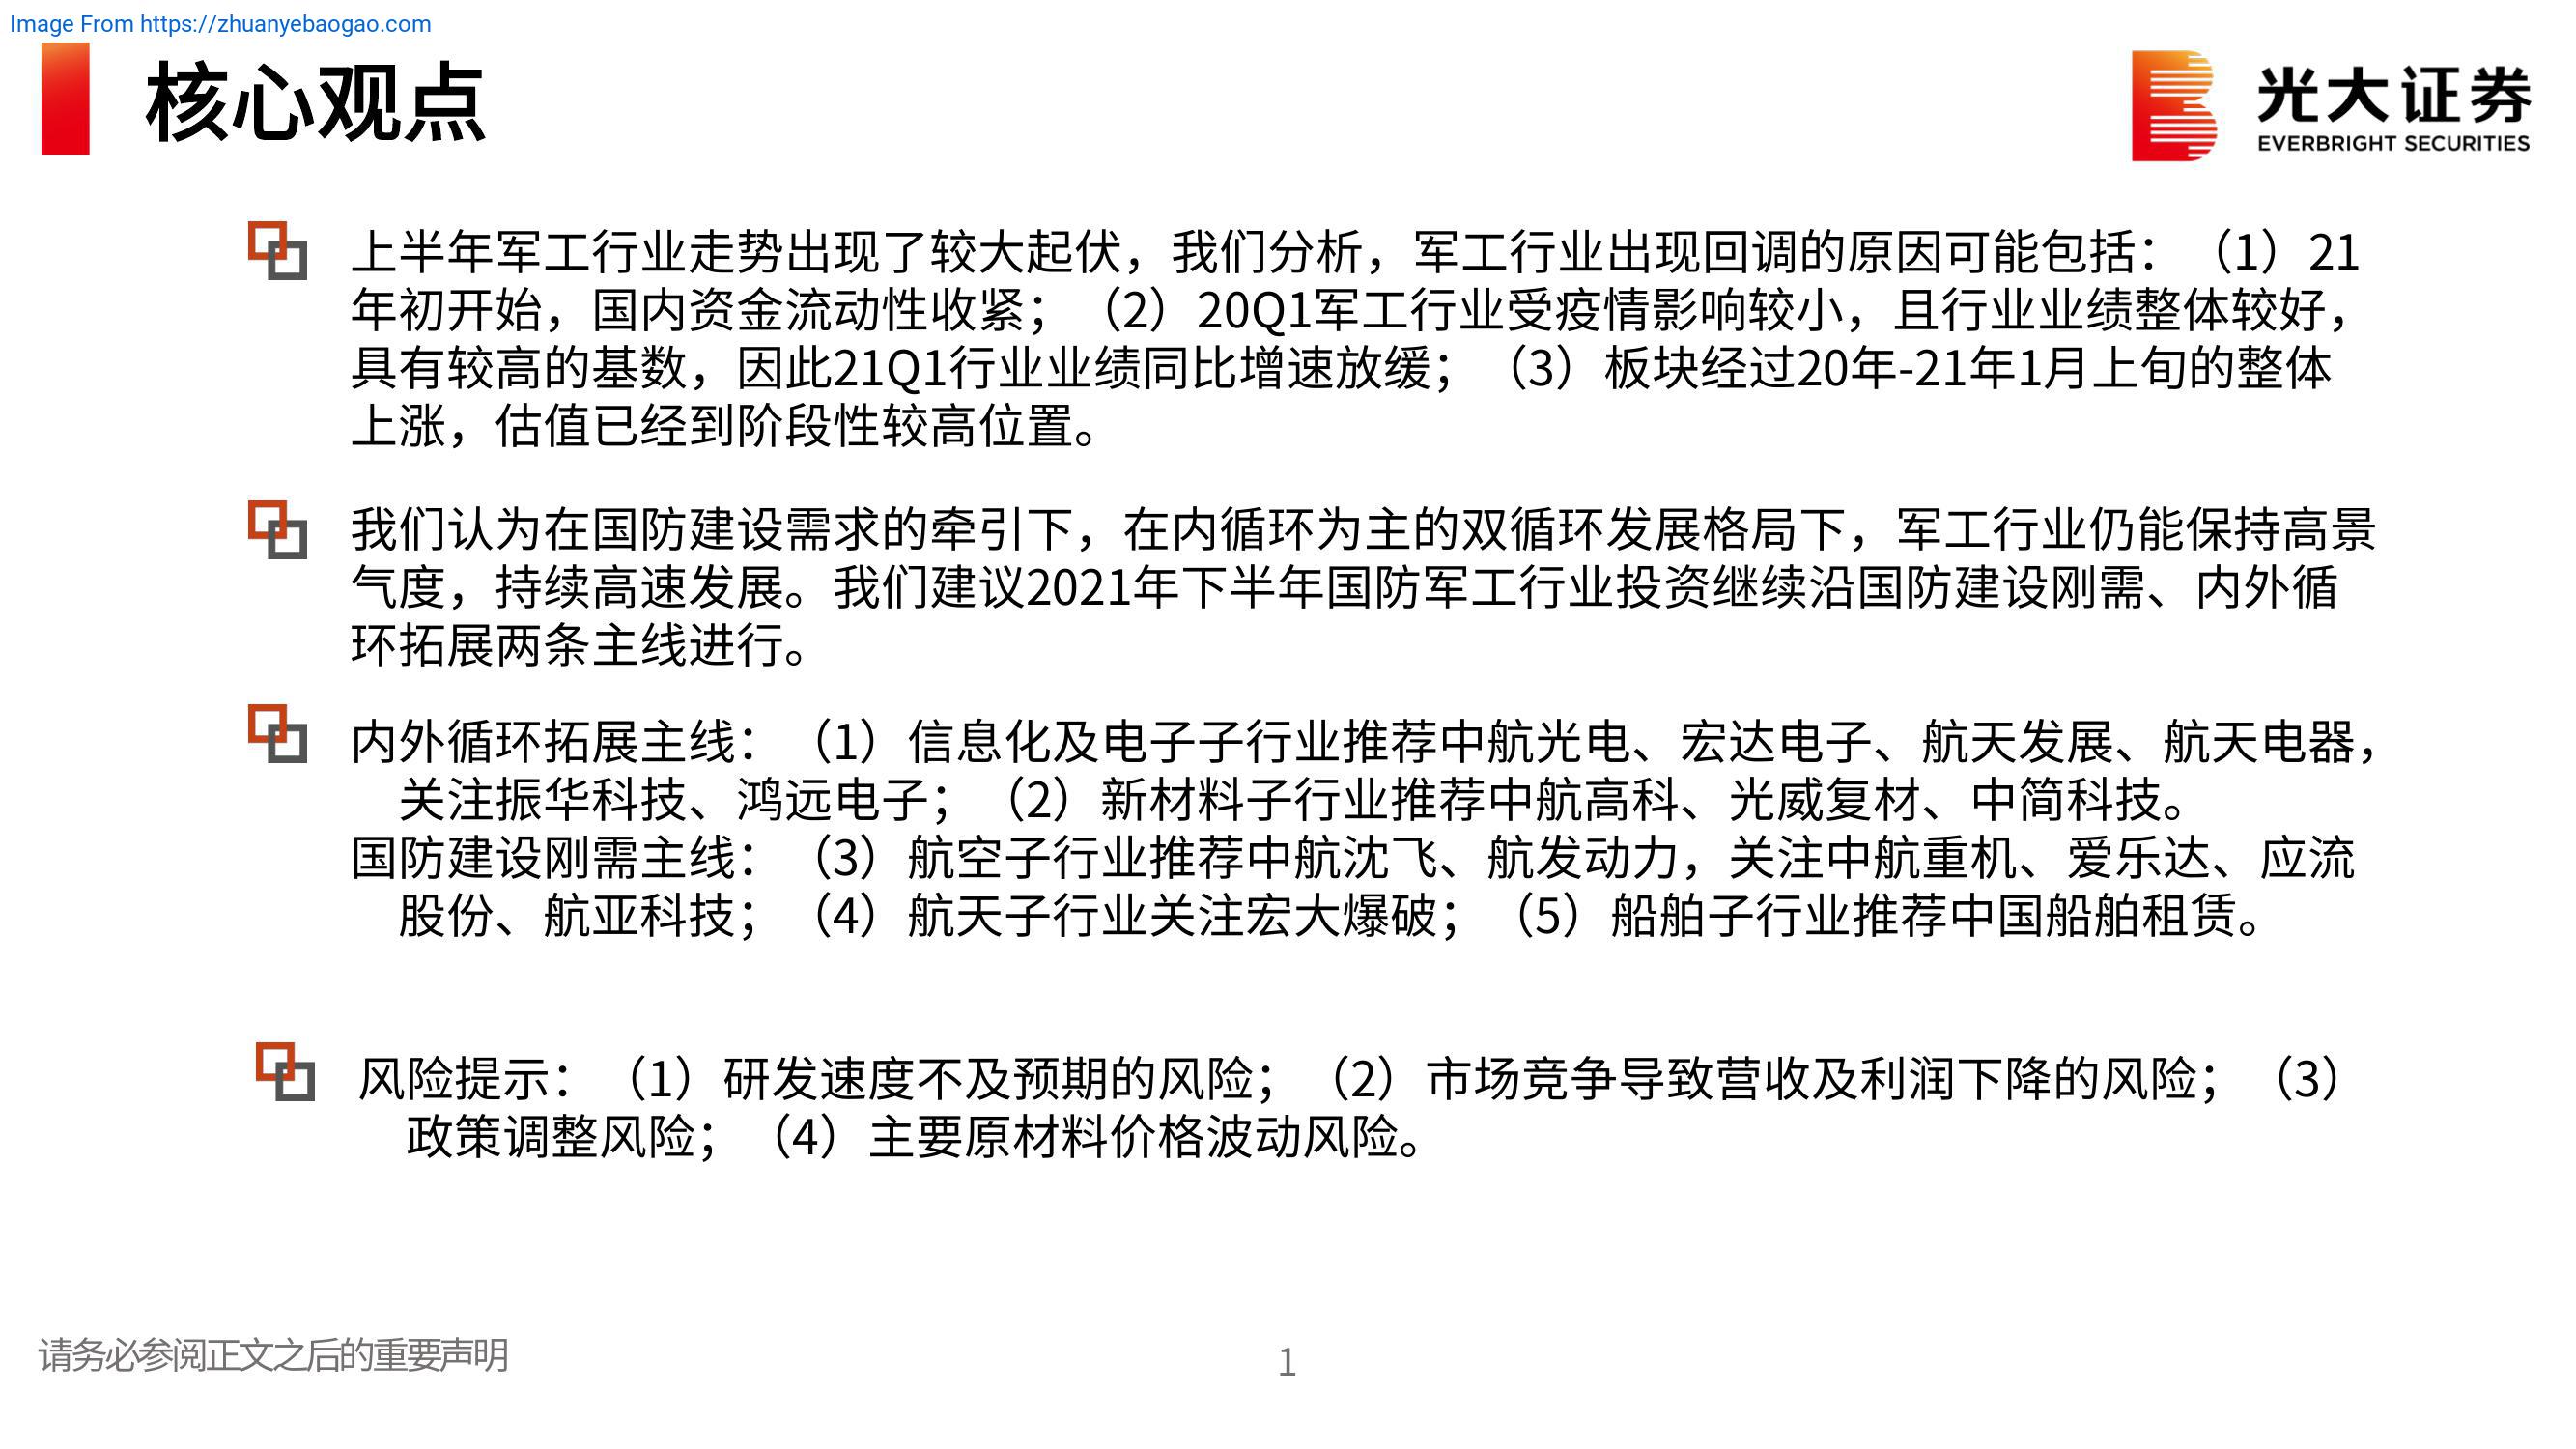 Image From https://zhuanyebaogao.com
核心观点
光大证券
EVERBRIGHT SECURITIES
上半年军工行业走势出现了较大起伏，我们分析，军工行业出现回调的原因可能包括：（1）21
年初开始，国内资金流动性收紧；（2）20Q1军工行业受疫情影响较小，且行业业绩整体较好，
具有较高的基数，因此21Q1行业业绩同比增速放缓；（3）板块经过20年-21年1月上旬的整体
上涨，估值已经到阶段性较高位置。
我们认为在国防建设需求的牵引下，在内循环为主的双循环发展格局下，军工行业仍能保持高景
气度，持续高速发展。我们建议2021年下半年国防军工行业投资继续沿国防建设刚需、内外循
环拓展两条主线进行。
内外循环拓展主线：（1）信息化及电子子行业推荐中航光电、宏达电子、航天发展、航天电器，
关注振华科技、鸿远电子；（2）新材料子行业推荐中航高科、光威复材、中简科技。
国防建设刚需主线：（3）航空子行业推荐中航沈飞、航发动力，关注中航重机、爱乐达、应流
股份、航亚科技；（4）航天子行业关注宏大爆破；（5）船舶子行业推荐中国船舶租赁。
风险提示：（1）研发速度不及预期的风险；（2）市场竞争导致营收及利润下降的风险；（3）
政策调整风险；（4）主要原材料价格波动风险。
请务必参阅正文之后的重要声明
1